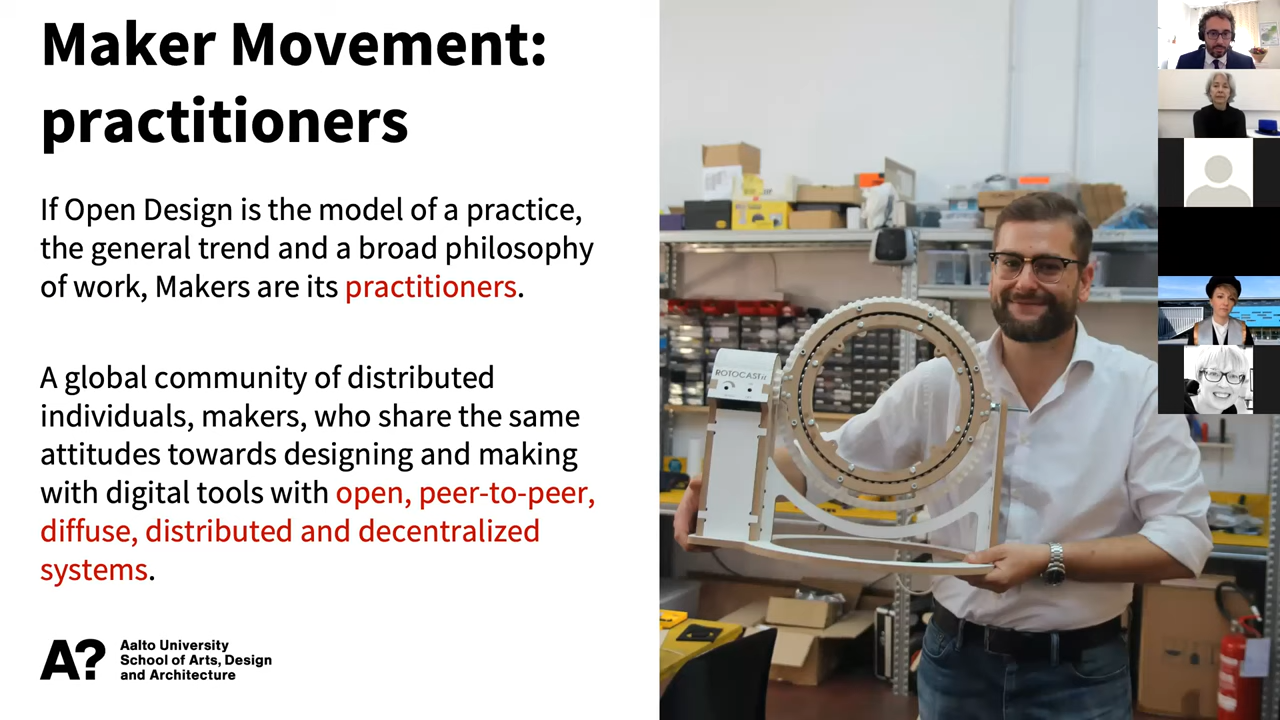 Maker Movement:
practitioners
If Open Design is the model of a practice,
the general trend and a broad philosophy
of work, Makers are its practitioners.
A global community of distributed
individuals, makers, who share the same
attitudes towards designing and making
with digital tools with open, peer-to-peer,
diffuse, distributed and decentralized
systems.
A?
Aalto University
School of Arts, Design
and Architecture
ROTOCASTit